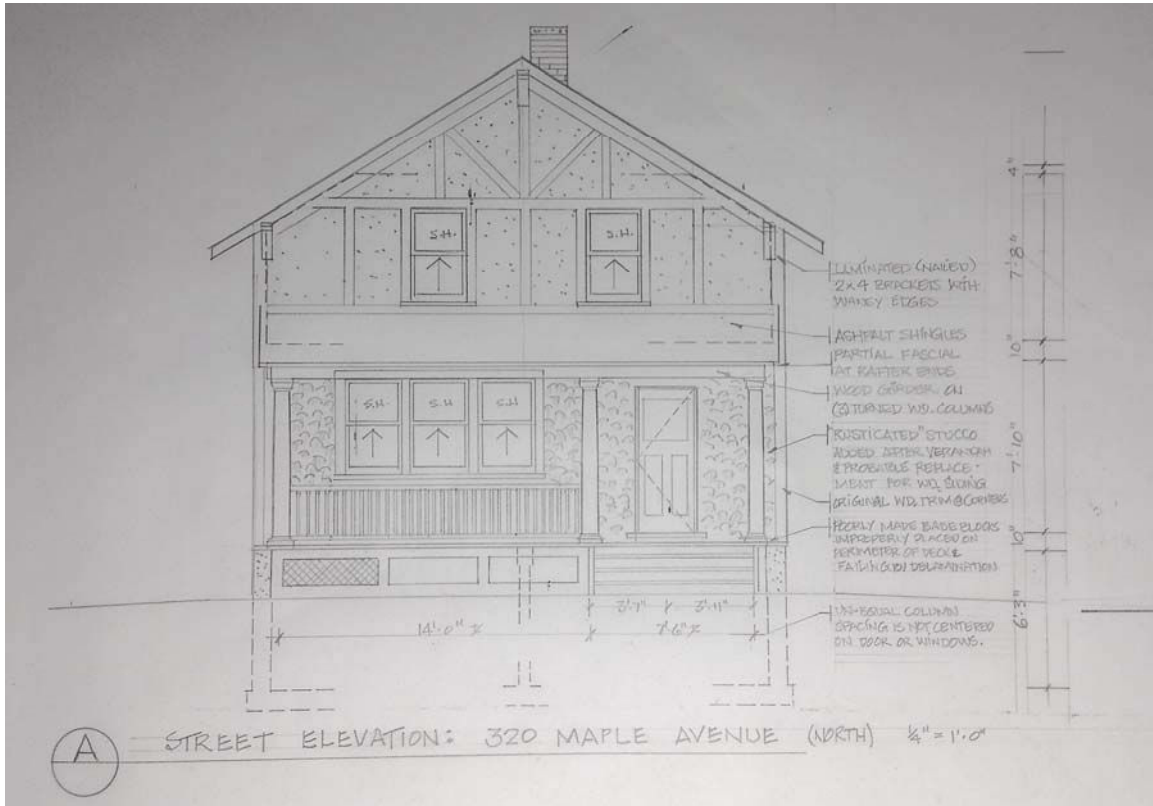 S.H.
S.H.
S.H.
S.H.
S.H
LAMINATED (NAILED)
2x4 BRACKETS WITH
WANEY EDGES
ASPHALT SHINGLES
PARTIAL FASCIAL
AT RAFTER ENDS
WOOD GIRDER ON
(3) TURNED WD. COLUMNS
"RUSTICATED" STUCCO
ADDED AFTER VERANDAH
& PROBABLE REPLACE-
MENT FOR WD. SIDING
ORIGINAL WD. TRIM @ CORNERS
POORLY MADE BASE BLOCKS
IMPROPERLY PLACED ON
PERIMETER OF DECK &
FAILING DELAMINATION
UN-EQUAL COLUMN
SPACING IS NOT CENTERED
ON DOOR OR WINDOWS.
4"
7'-8"
10"
7'-10"
10"
6'-3"
3'-7" 3'-11"
14'-0" 7'-6"
A
STREET ELEVATION: 320 MAPLE AVENUE (NORTH) 1/4" = 1'-0"